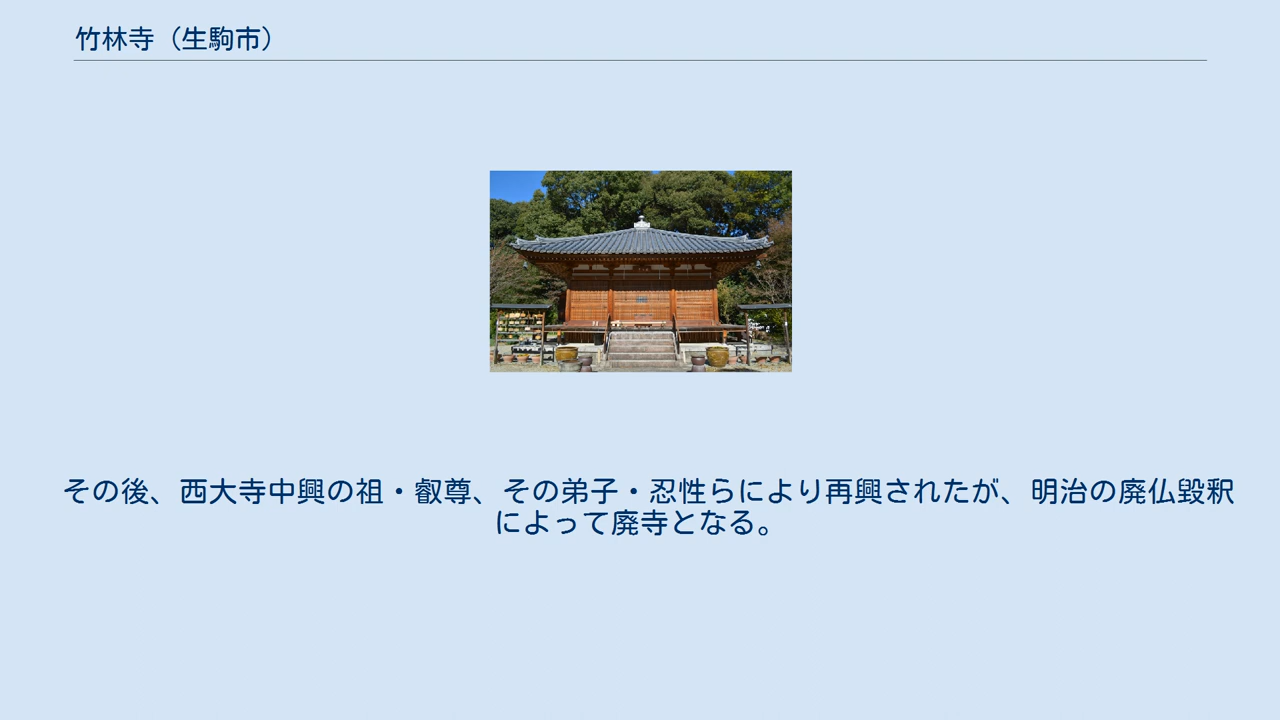 竹林寺（生駒市）
その後、西大寺中興の祖・叡尊、その弟子・忍性らにより再興されたが、明治の廃仏毀釈
によって廃寺となる。